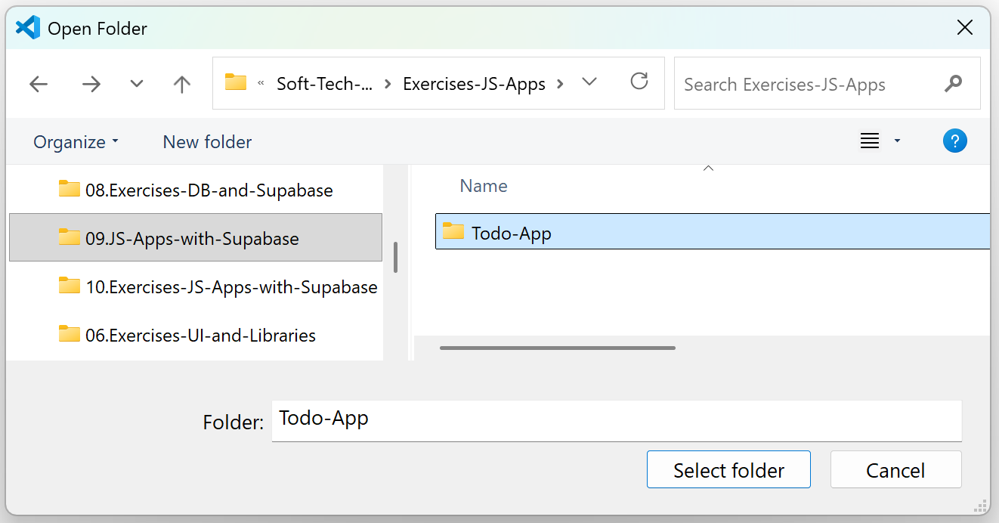 Open Folder
« Soft-Tech-... > Exercises-JS-Apps >
Search Exercises-JS-Apps
Organize
New folder
?
08.Exercises-DB-and-Supabase
09.JS-Apps-with-Supabase
10.Exercises-JS-Apps-with-Supabase
06.Exercises-UI-and-Libraries
Name
Todo-App
Folder: Todo-App
Select folder
Cancel